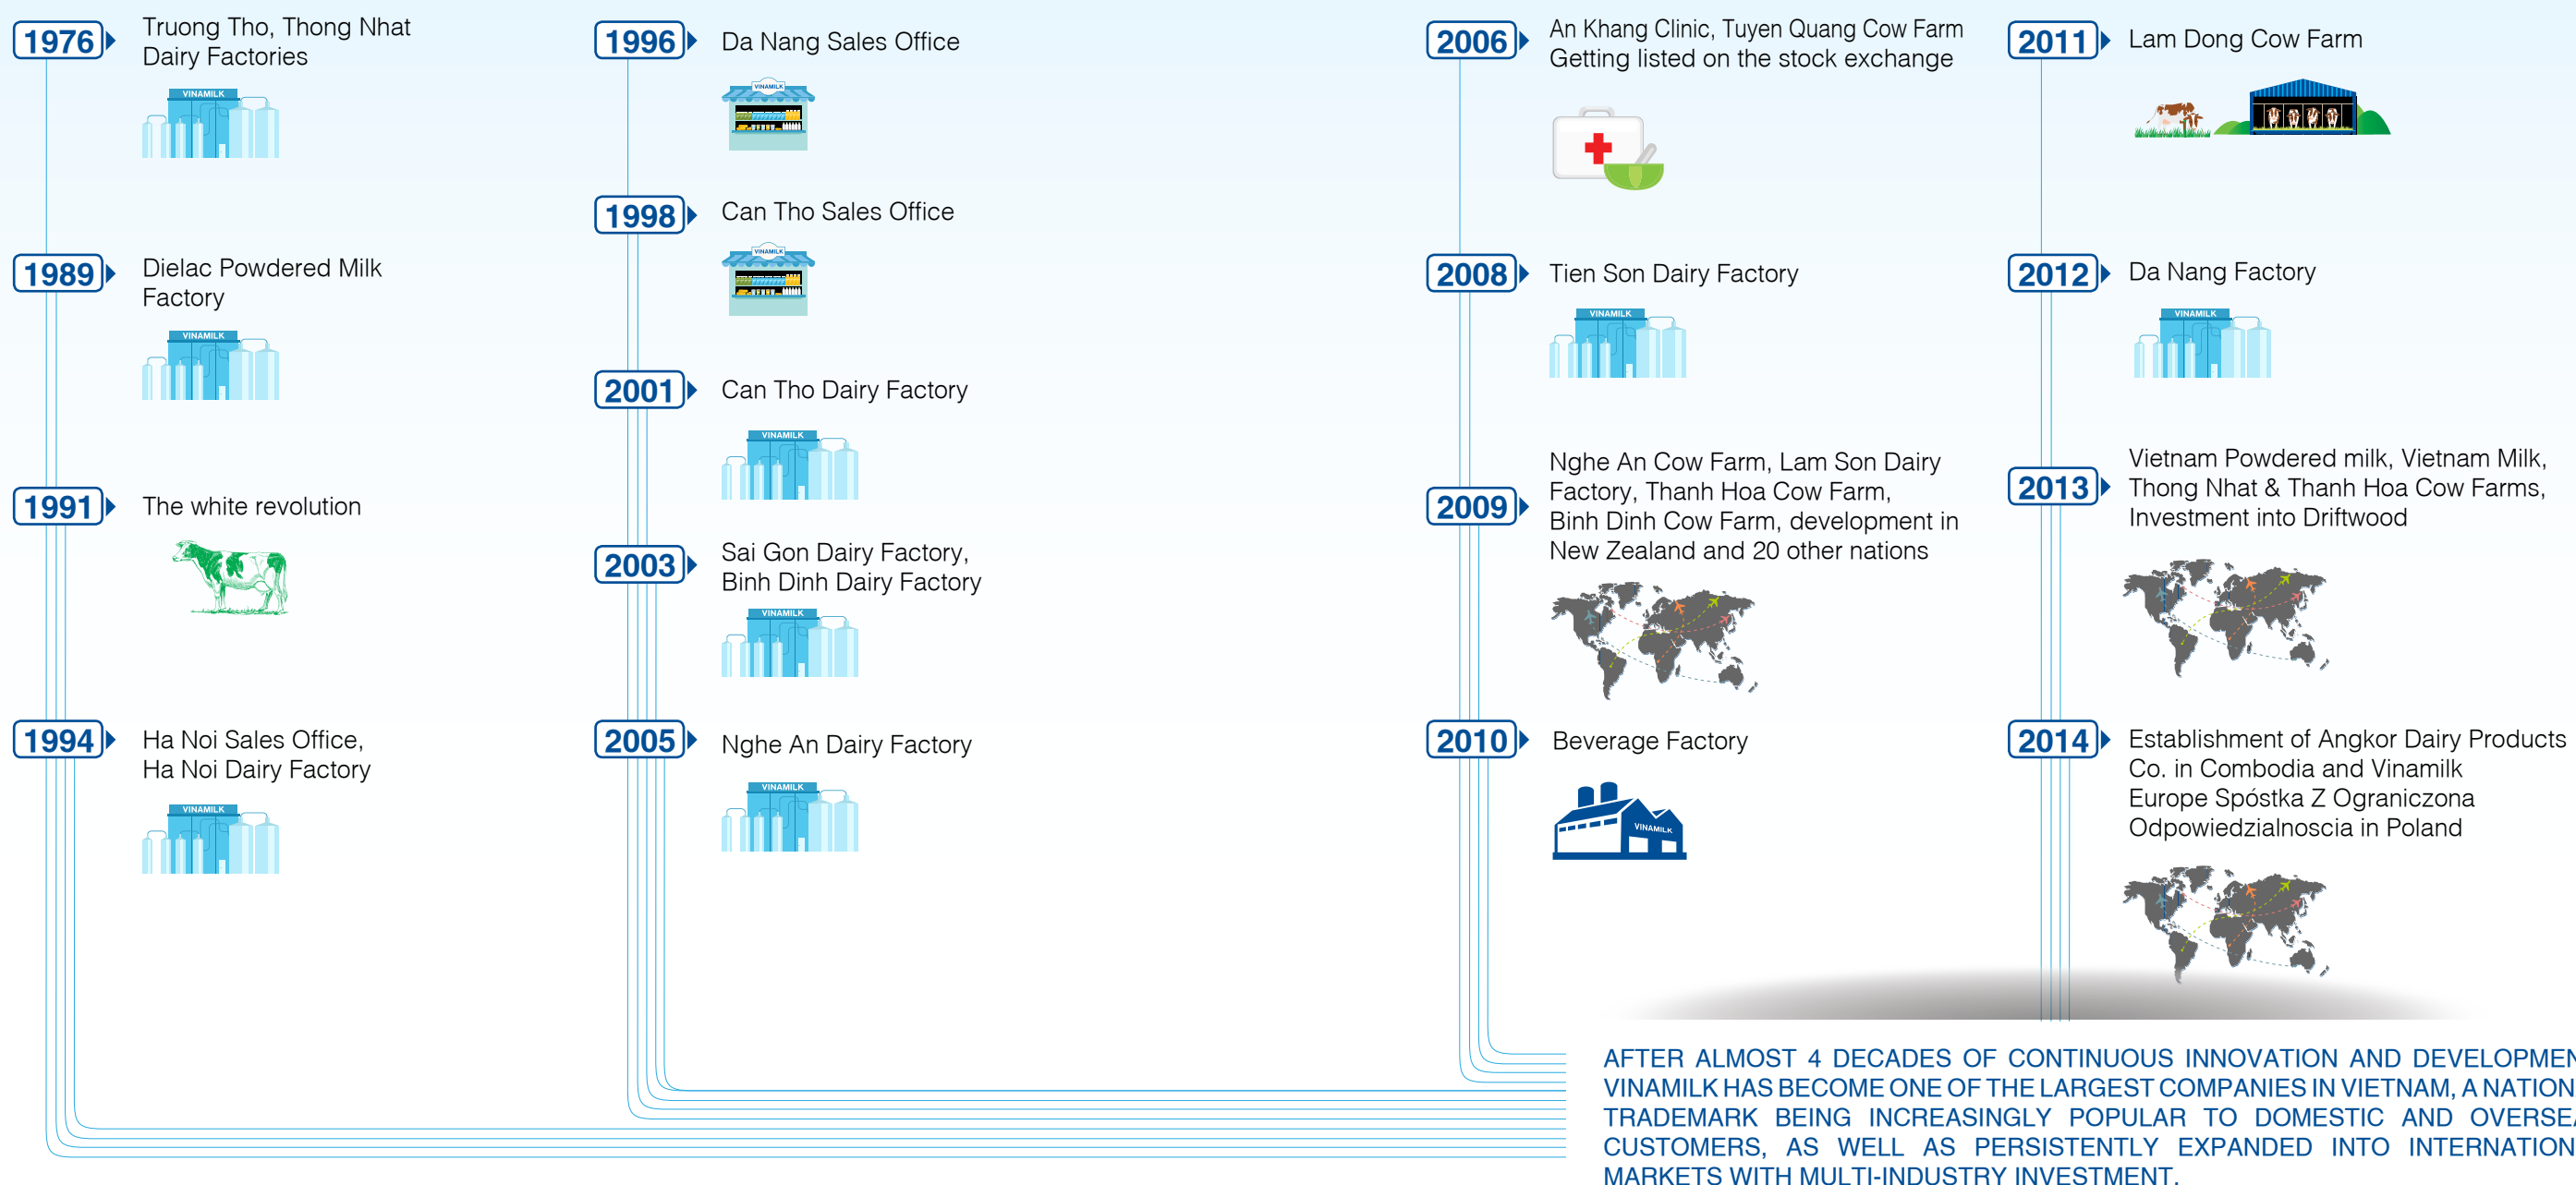 1976
Truong Tho, Thong Nhat
Dairy Factories
VINAMILK
1989
Dielac Powdered Milk
Factory
VINAMILK
1991
The white revolution
1994
Ha Noi Sales Office,
Ha Noi Dairy Factory
VINAMILK
1996
Da Nang Sales Office
VINAMILK
1998
Can Tho Sales Office
VINAMILK
2001
Can Tho Dairy Factory
VINAMILK
2003
Sai Gon Dairy Factory,
Binh Dinh Dairy Factory
VINAMILK
2005
Nghe An Dairy Factory
VINAMILK
2006
An Khang Clinic, Tuyen Quang Cow Farm
Getting listed on the stock exchange
2008
Tien Son Dairy Factory
VINAMILK
2009
Nghe An Cow Farm, Lam Son Dairy
Factory, Thanh Hoa Cow Farm,
Binh Dinh Cow Farm, development in
New Zealand and 20 other nations
2010
Beverage Factory
VINAMILK
2011
Lam Dong Cow Farm
2012
Da Nang Factory
VINAMILK
2013
Vietnam Powdered milk, Vietnam Milk,
Thong Nhat & Thanh Hoa Cow Farms,
Investment into Driftwood
2014
Establishment of Angkor Dairy Products
Co. in Combodia and Vinamilk
Europe Spóstka Z Ograniczona
Odpowiedzialnoscia in Poland
AFTER ALMOST 4 DECADES OF CONTINUOUS INNOVATION AND DEVELOPMEN
VINAMILK HAS BECOME ONE OF THE LARGEST COMPANIES IN VIETNAM, A NATION
TRADEMARK BEING INCREASINGLY POPULAR TO DOMESTIC AND OVERSEA
CUSTOMERS, AS WELL AS PERSISTENTLY EXPANDED INTO INTERNATION
MARKETS WITH MULTI-INDUSTRY INVESTMENT.